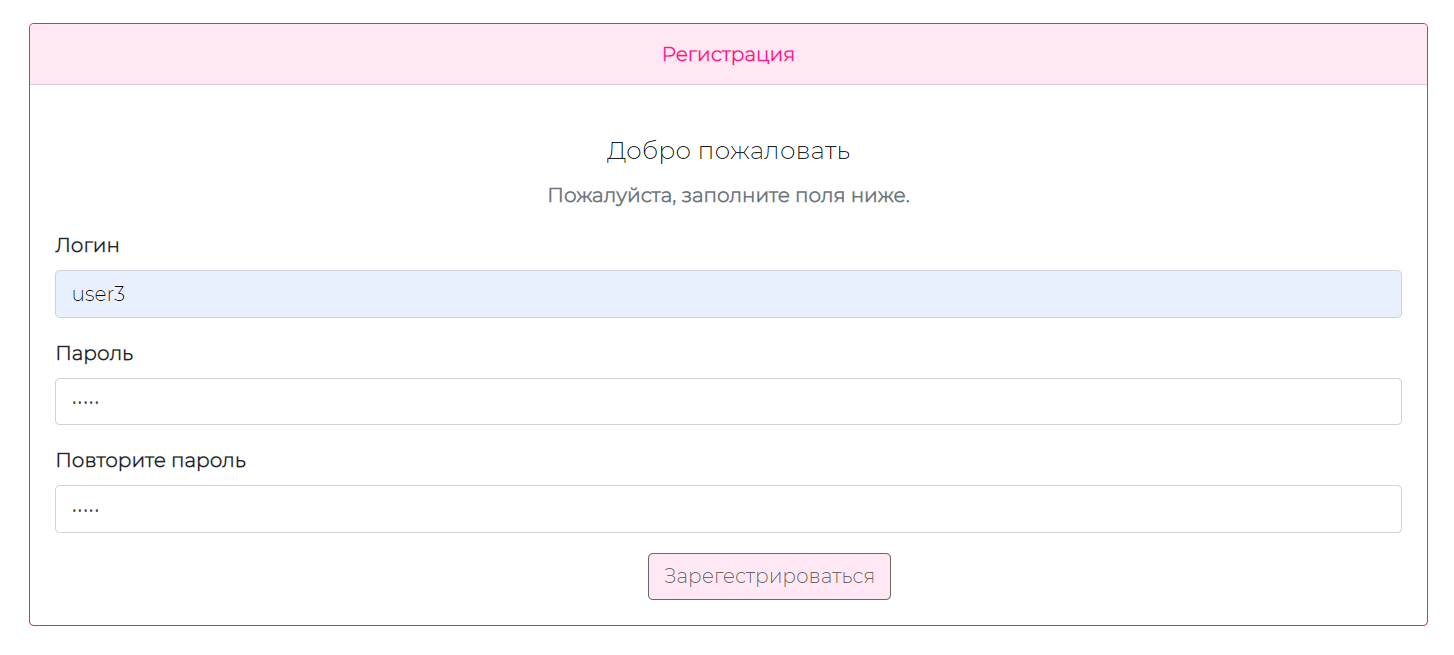 Регистрация
Добро пожаловать
Пожалуйста, заполните поля ниже.
Логин
user3
Пароль
·····
Повторите пароль
·····
Зарегестрироваться